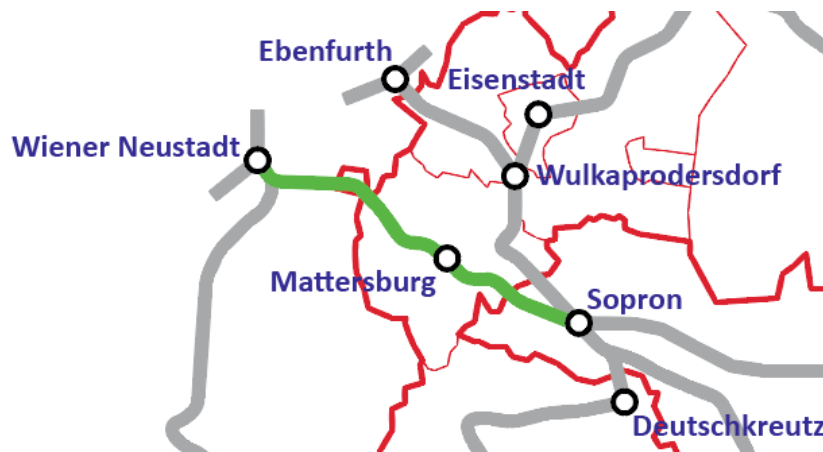 Ebenfurth
Eisenstadt
Wiener Neustadt
Wulkaprodersdorf
Mattersburg
Sopron
Deutschkreutz